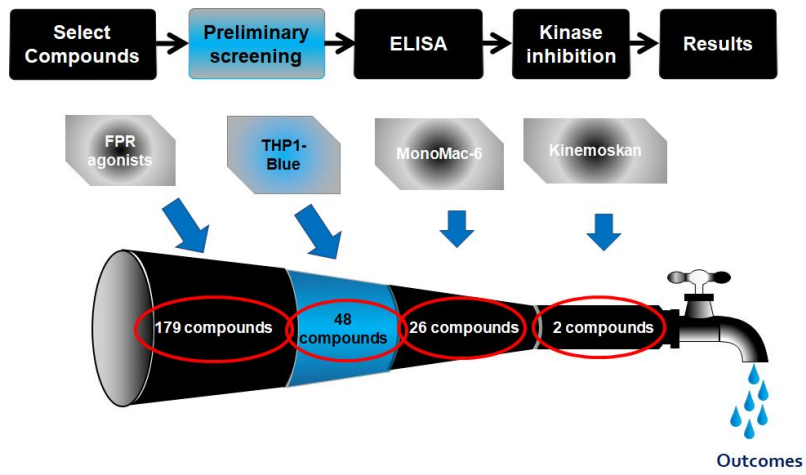 Select
Compounds
Preliminary
screening
ELISA
Kinase
inhibition
Results
FPR
agonists
THP1-
Blue
MonoMac-6
Kinemoskan
179 compounds
48
compounds
26 compounds
2 compounds
Outcomes